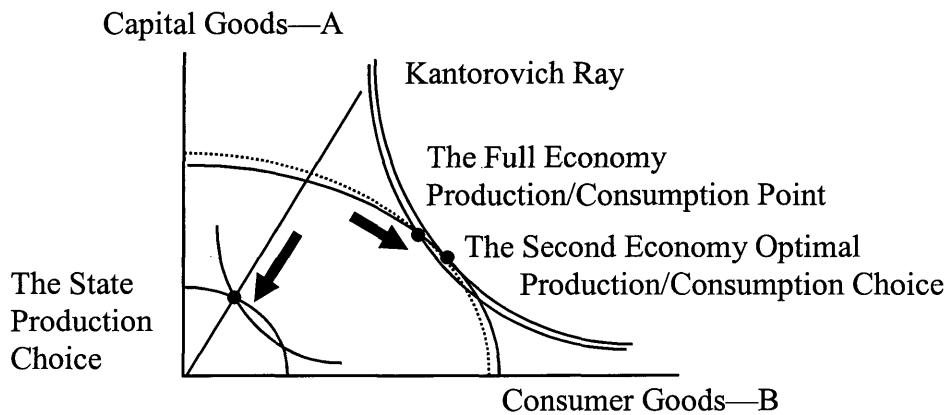 Capital Goods—A
Kantorovich Ray
The Full Economy
Production/Consumption Point
The Second Economy Optimal
Production/Consumption Choice
The State
Production
Choice
Consumer Goods—B